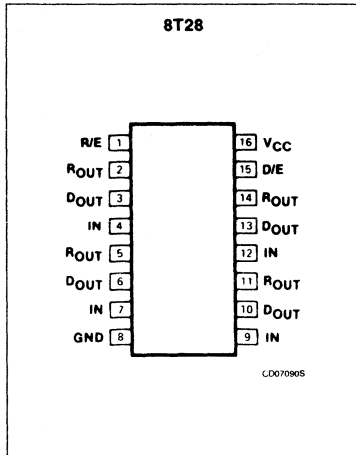 8T28
R/E 1 16 VCC
ROUT 2 15 D/E
DOUT 3 14 ROUT
IN 4 13 DOUT
ROUT 5 12 IN
DOUT 6 11 ROUT
IN 7 10 DOUT
GND 8 9 IN
CD07090S